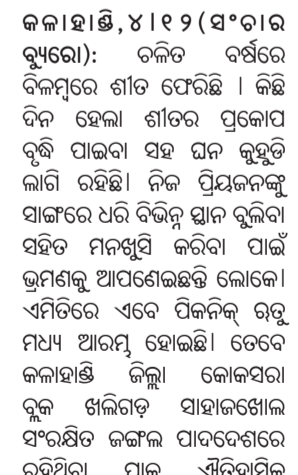 କଳାହାଣ୍ଡି,୪।୧୨(ସଂଚାର
ବ୍ୟୁରୋ): ଚଳିତ ବର୍ଷରେ
ବିଳମ୍ବରେ ଶୀତ ଫେରିଛି । କିଛି
ଦିନ ହେଲା ଶୀତର ପ୍ରକୋପ
ବୃଦ୍ଧି ପାଇବା ସହ ଘନ କୁହୁଡି
ଲାଗି ରହିଛି। ନିଜ ପ୍ରିୟଜନଙ୍କୁ
ସାଙ୍ଗରେ ଧରି ବିଭିନ୍ନ ସ୍ଥାନ ବୁଲିବା
ସହିତ ମନଖୁସି କରିବା ପାଇଁ
ଭ୍ରମଣକୁ ଆପଣେଇଛନ୍ତି ଲୋକେ।
ଏମିତିରେ ଏବେ ପିକନିକ୍ ଋତୁ
ମଧ୍ୟ ଆରମ୍ଭ ହୋଇଛି। ତେବେ
କଳାହାଣ୍ଡି ଜିଲ୍ଲା କୋକସରା
ବ୍ଲକ ଖଲିଗଡ଼ ସାହାଜଖୋଲ
ସଂରକ୍ଷିତ ଜଙ୍ଗଲ ପାଦଦେଶରେ